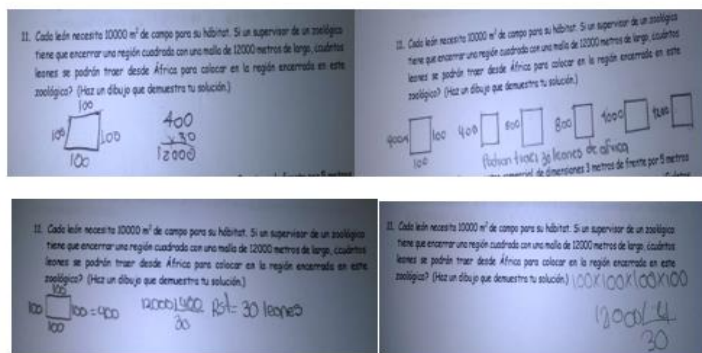 11. Cada león necesita 10000 m² de campo para su hábitat. Si un supervisor de un zoológico
tiene que encerrar una región cuadrada con una malla de 12000 metros de largo, ¿cuántos
leones se podrán traer desde África para colocar en la región encerrada en este
zoológico? (Haz un dibujo que demuestra tu solución.)
100
100 100
100
400
x 30
12000
11. Cada león necesita 10000 m² de campo para su hábitat. Si un supervisor de un zoológico
tiene que encerrar una región cuadrada con una malla de 12000 metros de largo, ¿cuántos
leones se podrán traer desde África para colocar en la región encerrada en este
zoológico? (Haz un dibujo que demuestra tu solución.)
100 400 800
100
Podran traer 30 leones de africa
de dimensiones 3 metros de frente por 5 metros
11. Cada león necesita 10000 m² de campo para su hábitat. Si un supervisor de un zoológico
tiene que encerrar una región cuadrada con una malla de 12000 metros de largo, ¿cuántos
leones se podrán traer desde África para colocar en la región encerrada en este
zoológico? (Haz un dibujo que demuestra tu solución.)
100
100 100 = 400 12000 400 Rst = 30 leones
100 30
11. Cada león necesita 10000 m² de campo para su hábitat. Si un supervisor de un zoológico
tiene que encerrar una región cuadrada con una malla de 12000 metros de largo, ¿cuántos
leones se podrán traer desde África para colocar en la región encerrada en este
zoológico? (Haz un dibujo que demuestra tu solución.) 100x100x100x100
12000 4
30